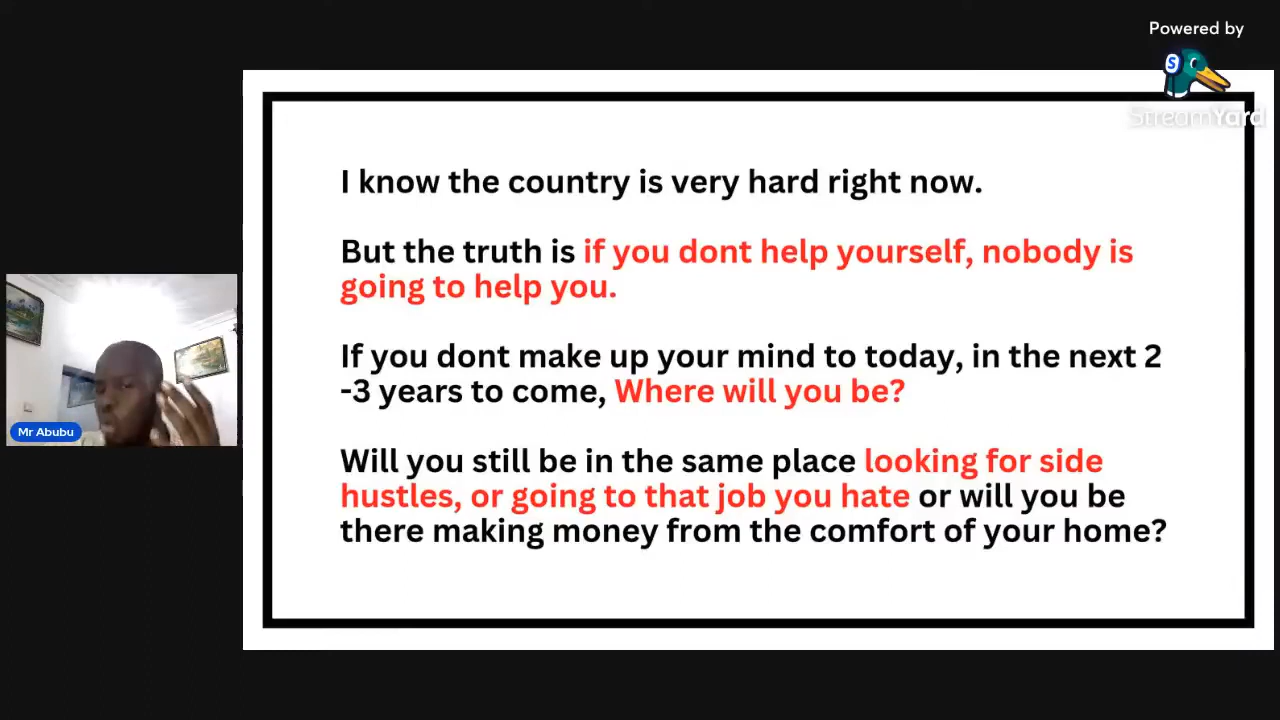 Powered by
S
StreamYard
I know the country is very hard right now.
But the truth is if you dont help yourself, nobody is
going to help you.
If you dont make up your mind to today, in the next 2
-3 years to come, Where will you be?
Will you still be in the same place looking for side
hustles, or going to that job you hate or will you be
there making money from the comfort of your home?
Mr Abubu